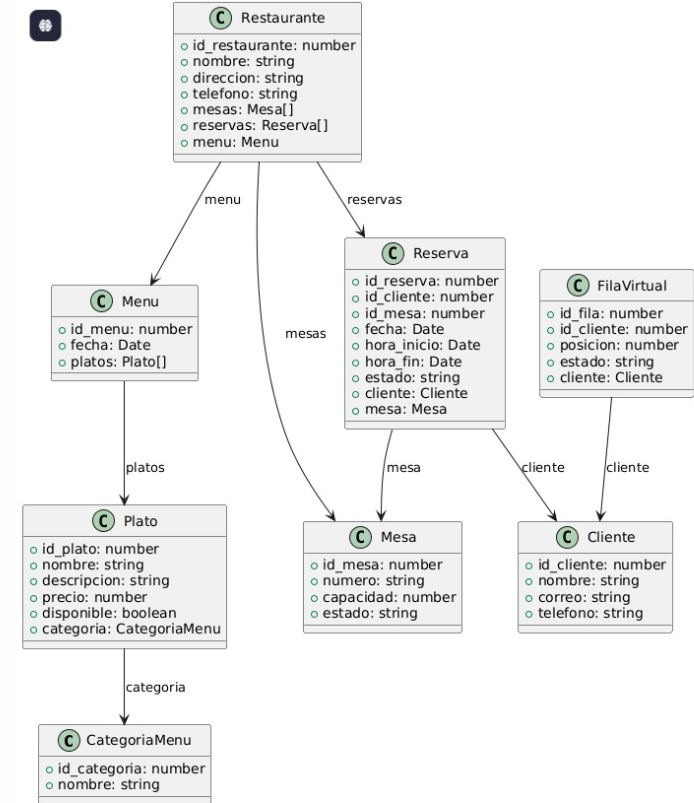 C Restaurante
id_restaurante: number
nombre: string
direccion: string
telefono: string
mesas: Mesa[]
reservas: Reserva[]
menu: Menu
menu
reservas
mesas
C Menu
id_menu: number
fecha: Date
platos: Plato[]
C Reserva
id_reserva: number
id_cliente: number
id_mesa: number
fecha: Date
hora_inicio: Date
hora_fin: Date
estado: string
cliente: Cliente
mesa: Mesa
C FilaVirtual
id_fila: number
id_cliente: number
posicion: number
estado: string
cliente: Cliente
platos
mesa
cliente
cliente
C Plato
id_plato: number
nombre: string
descripcion: string
precio: number
disponible: boolean
categoria: CategoriaMenu
C Mesa
id_mesa: number
numero: string
capacidad: number
estado: string
C Cliente
id_cliente: number
nombre: string
correo: string
telefono: string
categoria
C CategoriaMenu
id_categoria: number
nombre: string